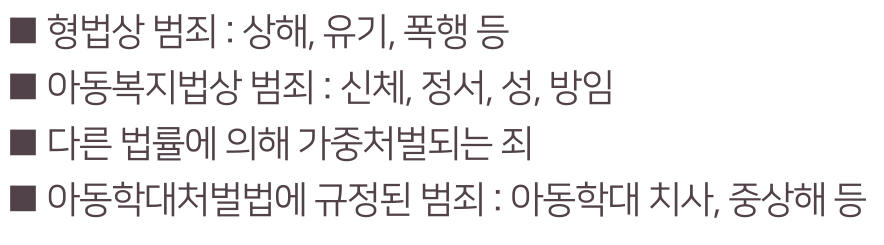 ■ 형법상 범죄 : 상해, 유기, 폭행 등
■ 아동복지법상 범죄 : 신체, 정서, 성, 방임
■ 다른 법률에 의해 가중처벌되는 죄
■ 아동학대처벌법에 규정된 범죄 : 아동학대 치사, 중상해 등